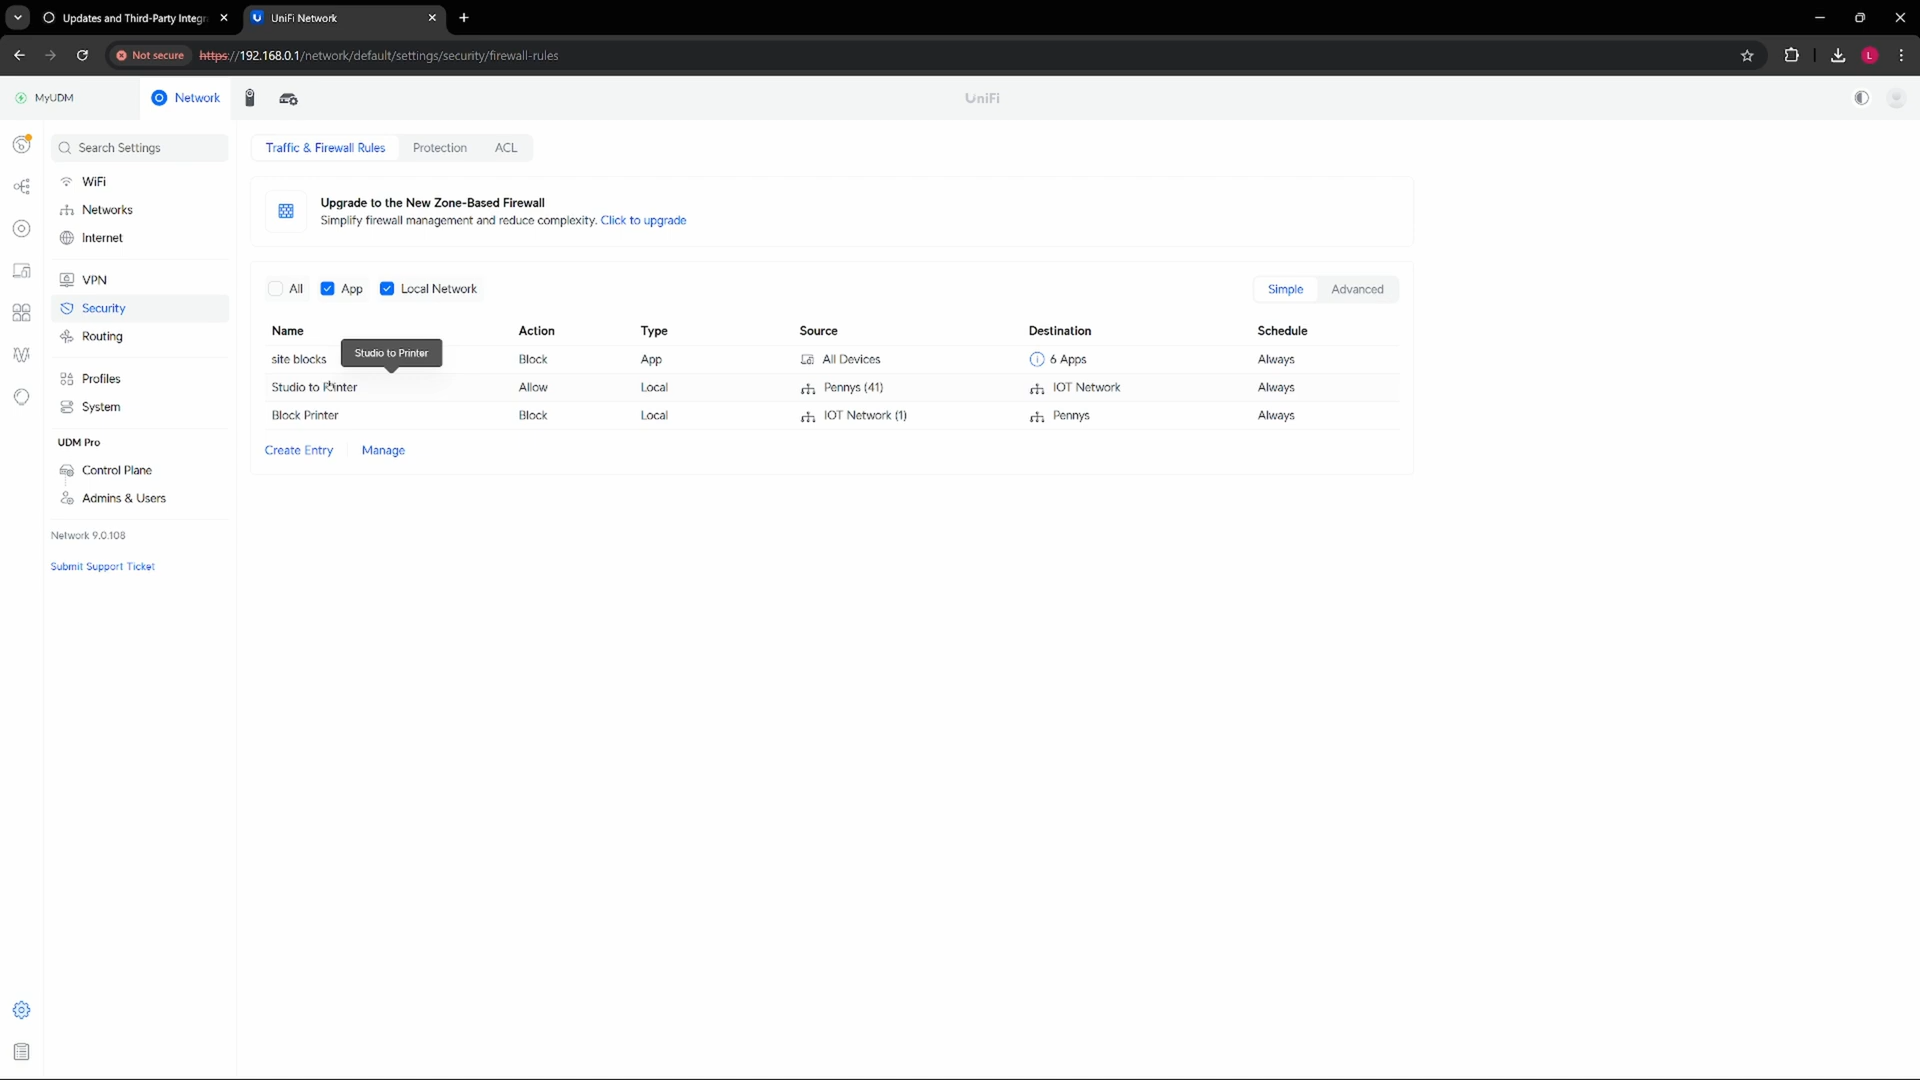 Updates and Third-Party Integr
UniFi Network
Not secure
https://192.168.0.1/network/default/settings/security/firewall-rules
L
MyUDM
Network
UniFi
Search Settings
WiFi
Networks
Internet
VPN
Security
Routing
Profiles
System
UDM Pro
Control Plane
Admins & Users
Network 9.0.108
Submit Support Ticket
Traffic & Firewall Rules Protection ACL
Upgrade to the New Zone-Based Firewall
Simplify firewall management and reduce complexity. Click to upgrade
All App Local Network Simple Advanced
Name Action Type Source Destination Schedule
Studio to Printer
site blocks Block App All Devices 6 Apps Always
Studio to Printer Allow Local Pennys (41) IOT Network Always
Block Printer Block Local IOT Network (1) Pennys Always
Create Entry Manage